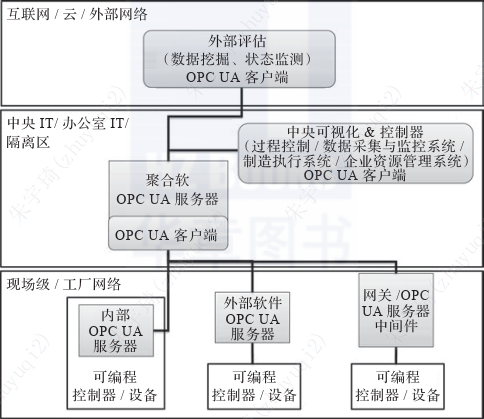 互联网 / 云 / 外部网络
外部评估
（数据挖掘、状态监测）
OPC UA 客户端
中央 IT/ 办公室 IT/
隔离区
中央可视化 & 控制器
（过程控制 / 数据采集与监控系统 /
制造执行系统 / 企业资源管理系统）
OPC UA 客户端
聚合软
OPC UA 服务器
OPC UA 客户端
华章图书
现场级 / 工厂网络
内部
OPC UA
服务器
可编程
控制器 / 设备
外部软件
OPC UA
服务器
可编程
控制器 / 设备
网关 /OPC
UA 服务器
中间件
可编程
控制器 / 设备